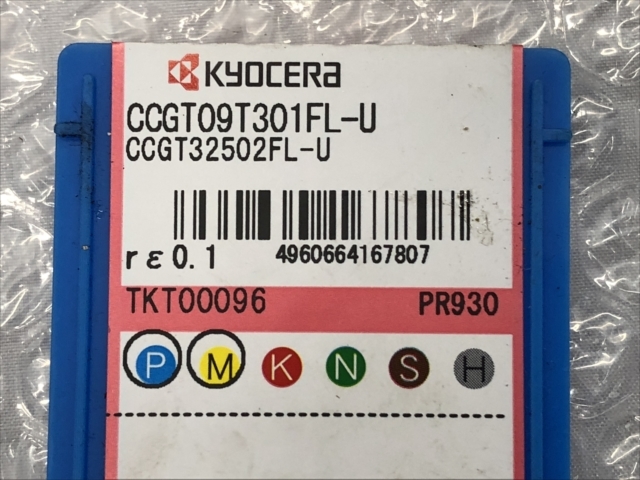 KYOCERA
CCGT09T301FL-U
CCGT32502FL-U
rε0.1 4960664167807
TKT00096 PR930
P M K N S H